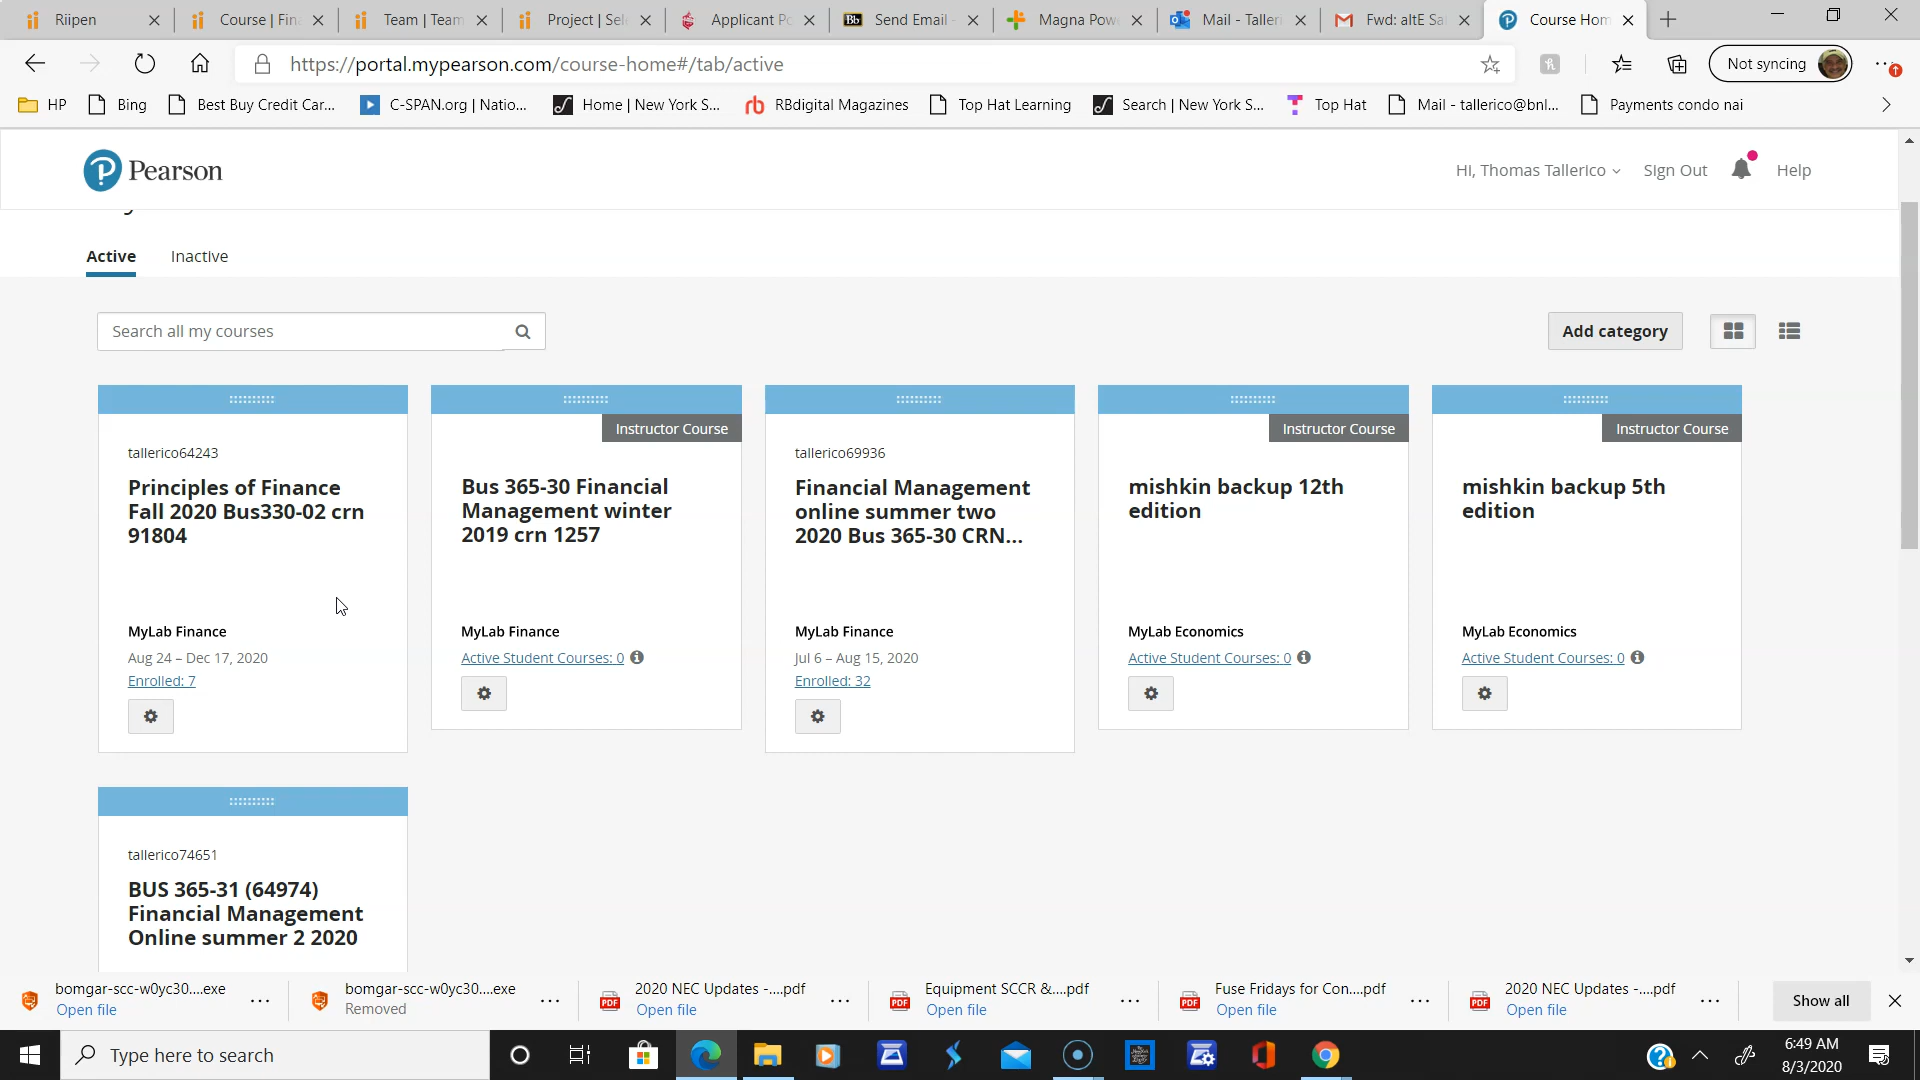 Riipen
Course | Fin
Team | Team
Project | Sel
Applicant Po
Bb Send Email -
Magna Pow
Mail - Talleri
Fwd: altE Sa
Course Hom
https://portal.mypearson.com/course-home#/tab/active
Not syncing
HP
Bing
Best Buy Credit Car...
C-SPAN.org | Natio...
Home | New York S...
RBdigital Magazines
Top Hat Learning
Search | New York S...
Top Hat
Mail - tallerico@bnl...
Payments condo nai
Pearson
Hi, Thomas Tallerico
Sign Out
Help
Active
Inactive
Search all my courses
Add category
tallerico64243
Principles of Finance
Fall 2020 Bus330-02 crn
91804
MyLab Finance
Aug 24 – Dec 17, 2020
Enrolled: 7
Instructor Course
Bus 365-30 Financial
Management winter
2019 crn 1257
MyLab Finance
Active Student Courses: 0
tallerico69936
Financial Management
online summer two
2020 Bus 365-30 CRN...
MyLab Finance
Jul 6 – Aug 15, 2020
Enrolled: 32
Instructor Course
mishkin backup 12th
edition
MyLab Economics
Active Student Courses: 0
Instructor Course
mishkin backup 5th
edition
MyLab Economics
Active Student Courses: 0
tallerico74651
BUS 365-31 (64974)
Financial Management
Online summer 2 2020
bomgar-scc-w0yc30....exe
Open file
bomgar-scc-w0yc30....exe
Removed
2020 NEC Updates -....pdf
Open file
Equipment SCCR &....pdf
Open file
Fuse Fridays for Con....pdf
Open file
2020 NEC Updates -....pdf
Open file
Show all
Type here to search
6:49 AM
8/3/2020